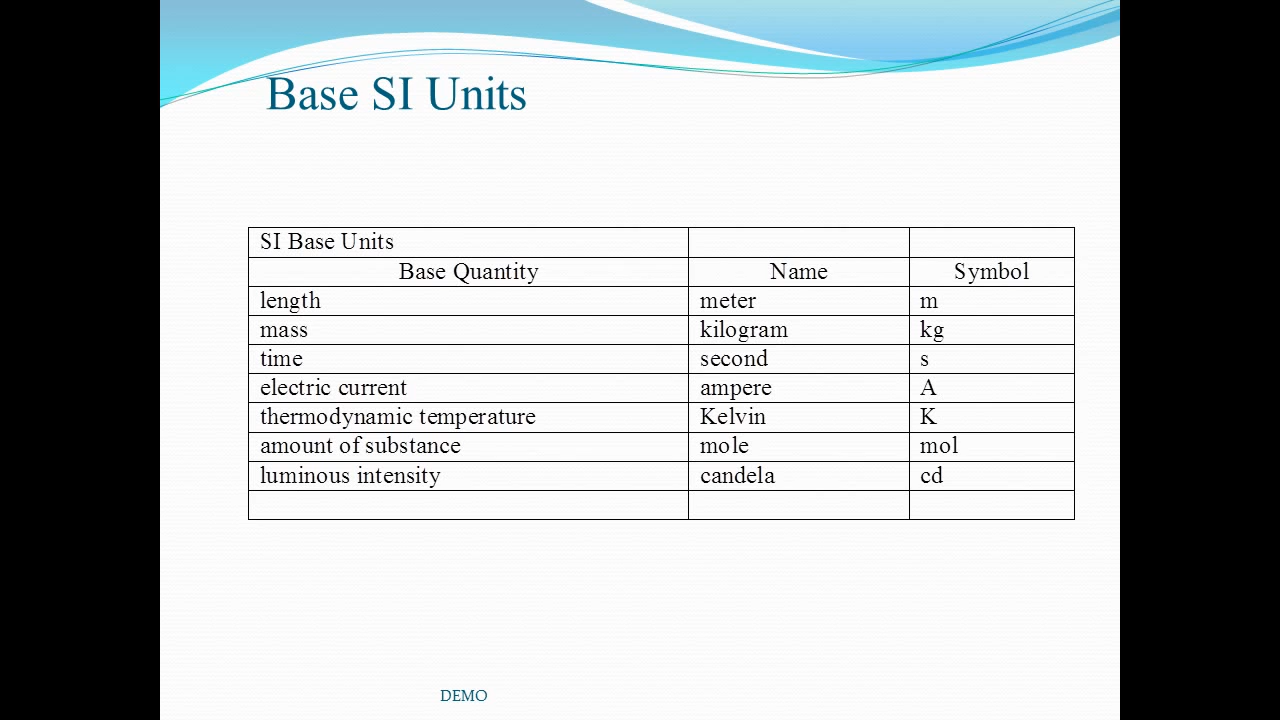 Base SI Units
SI Base Units
Base Quantity Name Symbol
length meter m
mass kilogram kg
time second s
electric current ampere A
thermodynamic temperature Kelvin K
amount of substance mole mol
luminous intensity candela cd
DEMO